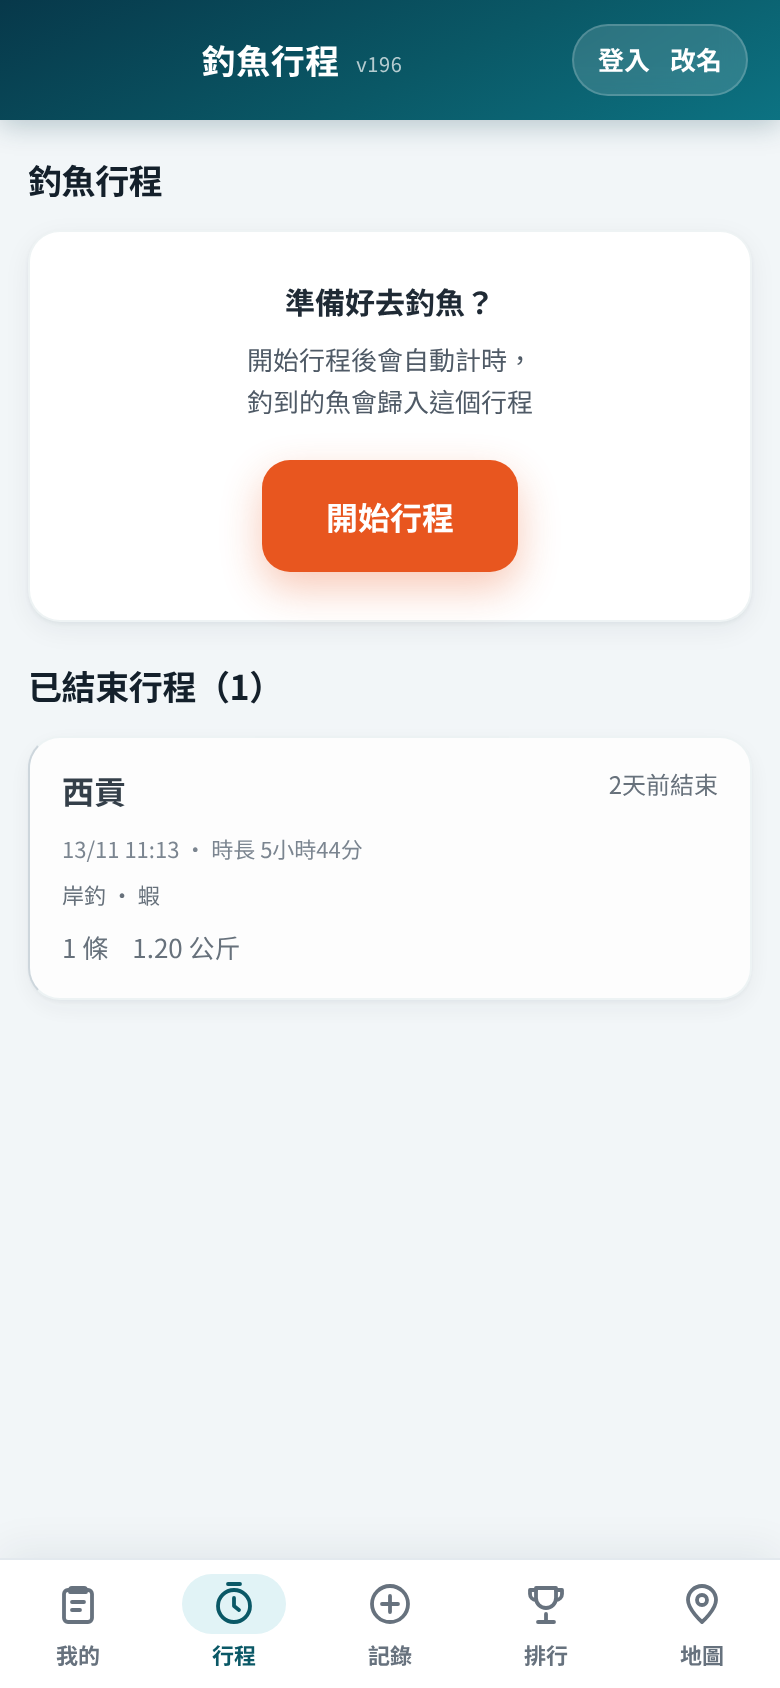 釣魚行程 v196
登入 改名
釣魚行程
準備好去釣魚？
開始行程後會自動計時，
釣到的魚會歸入這個行程
開始行程
已結束行程（1）
西貢
2天前結束
13/11 11:13 · 時長 5小時44分
岸釣 · 蝦
1 條 1.20 公斤
我的
行程
記錄
排行
地圖